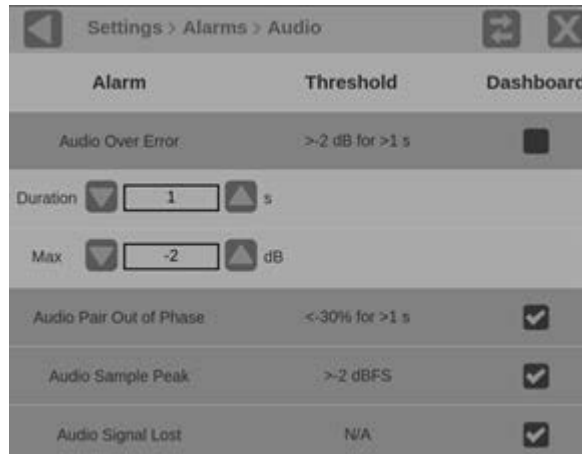 Settings > Alarms > Audio
Alarm Threshold Dashboard
Audio Over Error >-2 dB for >1 s
Duration 1 s
Max -2 dB
Audio Pair Out of Phase <-30% for >1 s
Audio Sample Peak >-2 dBFS
Audio Signal Lost N/A